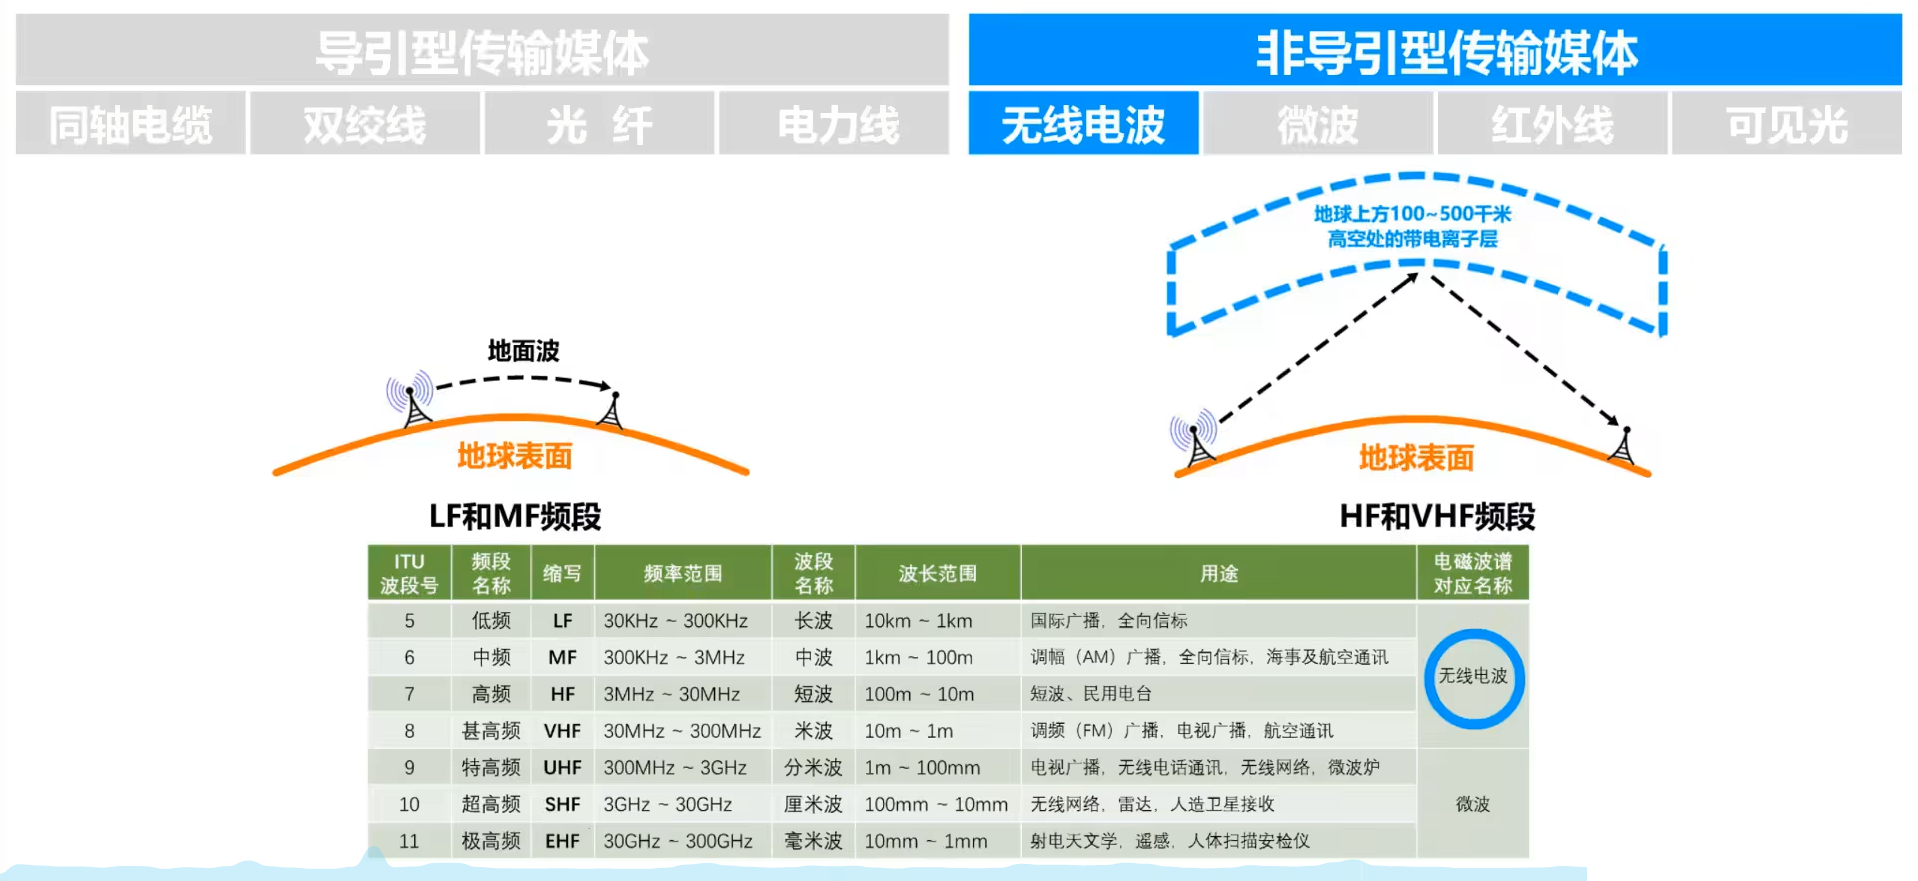 导引型传输媒体
非导引型传输媒体
同轴电缆 双绞线 光 纤 电力线 无线电波 微波 红外线 可见光
地球上方100~500千米
高空处的带电离子层
地面波
地球表面
地球表面
LF和MF频段
HF和VHF频段
ITU 波段号 频段名称 缩写 频率范围 波段名称 波长范围 用途 电磁波谱对应名称
5 低频 LF 30KHz ~ 300KHz 长波 10km ~ 1km 国际广播，全向信标
6 中频 MF 300KHz ~ 3MHz 中波 1km ~ 100m 调幅（AM）广播，全向信标，海事及航空通讯
无线电波
7 高频 HF 3MHz ~ 30MHz 短波 100m ~ 10m 短波、民用电台
8 甚高频 VHF 30MHz ~ 300MHz 米波 10m ~ 1m 调频（FM）广播，电视广播，航空通讯
9 特高频 UHF 300MHz ~ 3GHz 分米波 1m ~ 100mm 电视广播，无线电话通讯，无线网络，微波炉
10 超高频 SHF 3GHz ~ 30GHz 厘米波 100mm ~ 10mm 无线网络，雷达，人造卫星接收 微波
11 极高频 EHF 30GHz ~ 300GHz 毫米波 10mm ~ 1mm 射电天文学，遥感，人体扫描安检仪